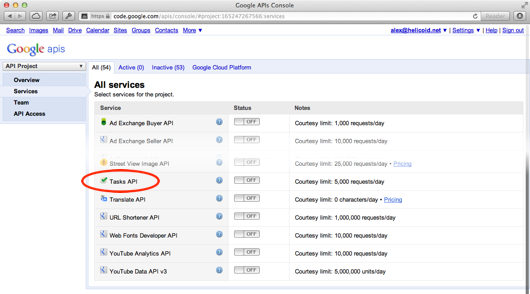 Google APIs Console
https code.google.com/apis/console/#project:165247267566:services
Reader
Search Images Mail Drive Calendar Sites Groups Contacts More ▼
alex@helicoid.net ▼ | Settings ▼ | Help | Sign out
Google apis
API Project
Overview
Services
Team
API Access
All (54) Active (0) Inactive (53) Google Cloud Platform
All services
Select services for the project.
Service Status Notes
Ad Exchange Buyer API ? OFF Courtesy limit: 1,000 requests/day
Ad Exchange Seller API ? OFF Courtesy limit: 10,000 requests/day
Street View Image API ? OFF Courtesy limit: 25,000 requests/day • Pricing
Tasks API ? OFF Courtesy limit: 5,000 requests/day
Translate API ? OFF Courtesy limit: 0 characters/day • Pricing
URL Shortener API ? OFF Courtesy limit: 1,000,000 requests/day
Web Fonts Developer API ? OFF Courtesy limit: 10,000 requests/day
YouTube Analytics API ? OFF Courtesy limit: 10,000 requests/day
YouTube Data API v3 ? OFF Courtesy limit: 5,000,000 units/day